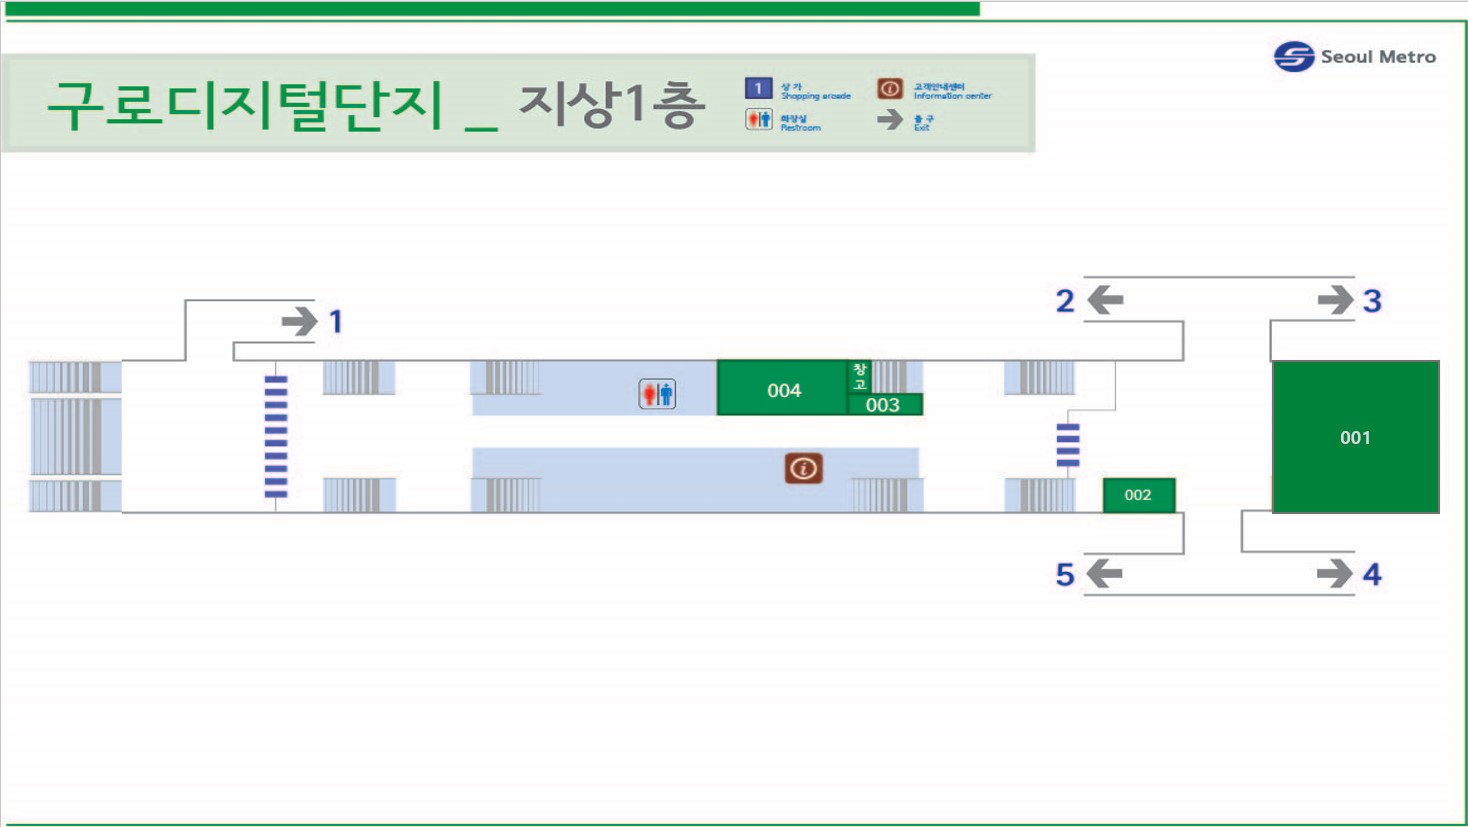 Seoul Metro
구로디지털단지 _ 지상1층
1 상 가
Shopping arcade
고객안내센터
Information center
화장실
Restroom
출 구
Exit
2
3
1
004
창고
003
001
002
5
4